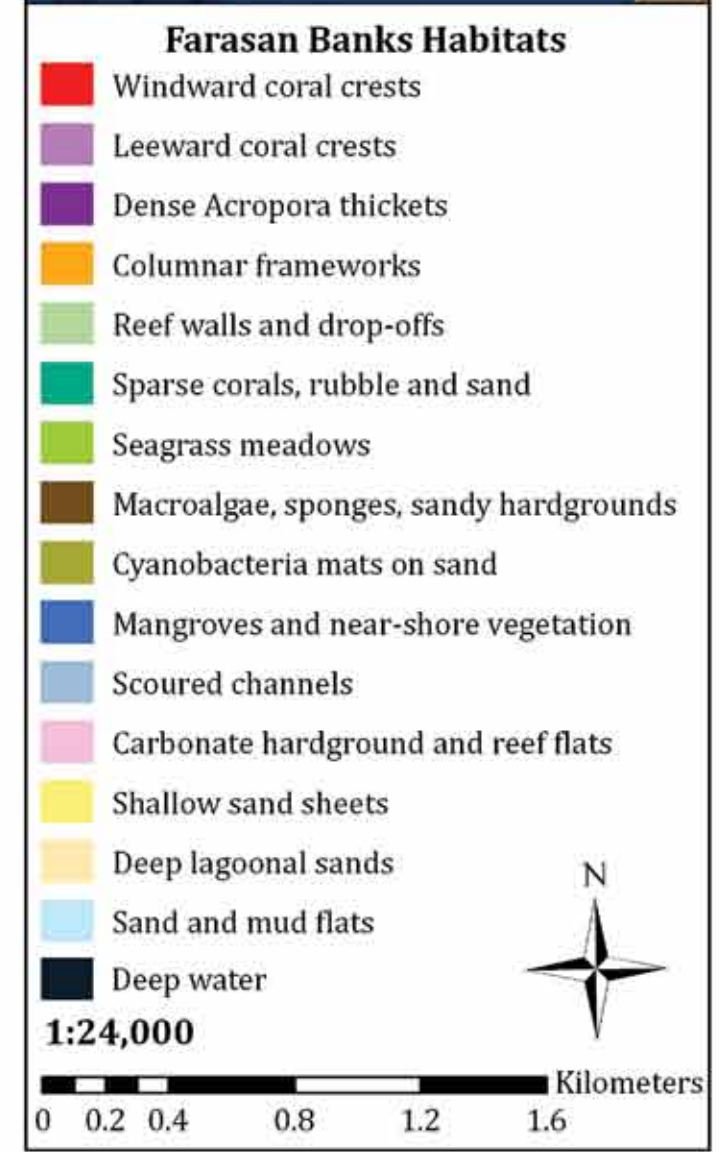 Farasan Banks Habitats
Windward coral crests
Leeward coral crests
Dense Acropora thickets
Columnar frameworks
Reef walls and drop-offs
Sparse corals, rubble and sand
Seagrass meadows
Macroalgae, sponges, sandy hardgrounds
Cyanobacteria mats on sand
Mangroves and near-shore vegetation
Scoured channels
Carbonate hardground and reef flats
Shallow sand sheets
Deep lagoonal sands
N
Sand and mud flats
Deep water
1:24,000
Kilometers
0 0.2 0.4 0.8 1.2 1.6